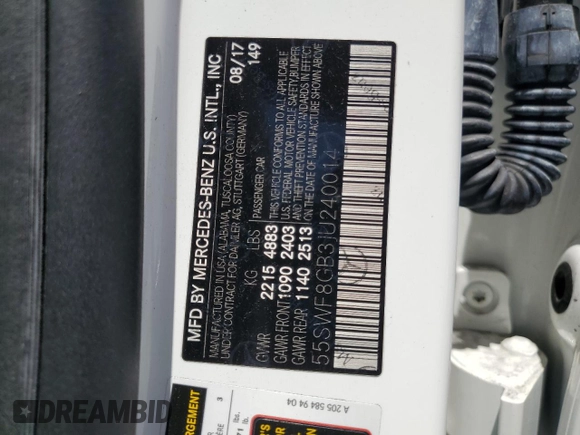 MFD BY MERCEDES-BENZ U.S. INTL., INC
08/17
MANUFACTURED IN USA (ALABAMA, TUSCALOOSA COUNTY)
149
UNDER CONTRACT FOR DAIMLER AG, STUTTGART (GERMANY)
KG LBS PASSENGER CAR
GVWR 2215 4883 THIS VEHICLE CONFORMS TO ALL APPLICABLE
GAWR FRONT 1090 2403 U.S. FEDERAL MOTOR VEHICLE SAFETY, BUMPER
GAWR REAR 1140 2513 AND THEFT PREVENTION STANDARDS IN EFFECT
ON THE DATE OF MANUFACTURE SHOWN ABOVE
55SWF8GB3JU240014
A 205 584 94 04
3
lbs.
lb.
DREAMBID